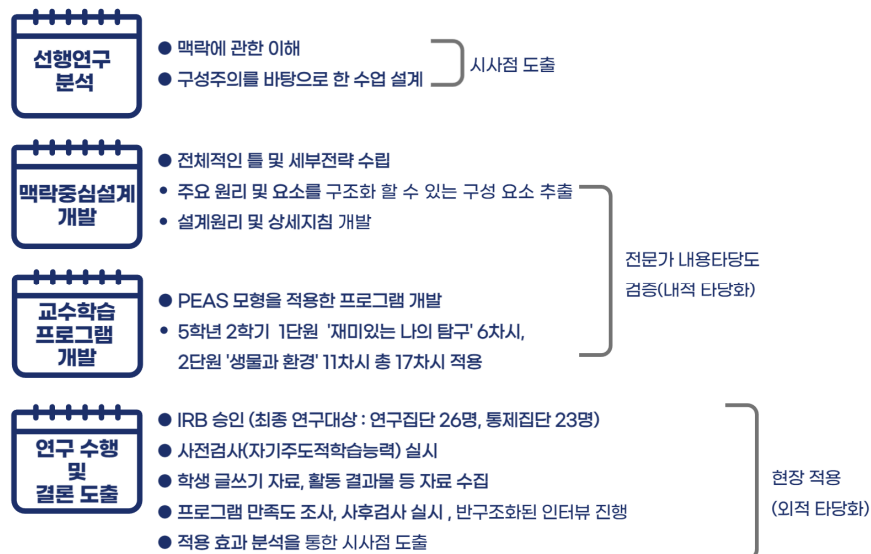 선행연구
분석
● 맥락에 관한 이해
● 구성주의를 바탕으로 한 수업 설계
시사점 도출
맥락중심설계
개발
● 전체적인 틀 및 세부전략 수립
• 주요 원리 및 요소를 구조화 할 수 있는 구성 요소 추출
• 설계원리 및 상세지침 개발
교수학습
프로그램
개발
● PEAS 모형을 적용한 프로그램 개발
• 5학년 2학기 1단원 '재미있는 나의 탐구' 6차시,
2단원 '생물과 환경' 11차시 총 17차시 적용
전문가 내용타당도
검증(내적 타당화)
연구 수행
및
결론 도출
● IRB 승인 (최종 연구대상 : 연구집단 26명, 통제집단 23명)
● 사전검사(자기주도적학습능력) 실시
● 학생 글쓰기 자료, 활동 결과물 등 자료 수집
● 프로그램 만족도 조사, 사후검사 실시 , 반구조화된 인터뷰 진행
● 적용 효과 분석을 통한 시사점 도출
현장 적용
(외적 타당화)